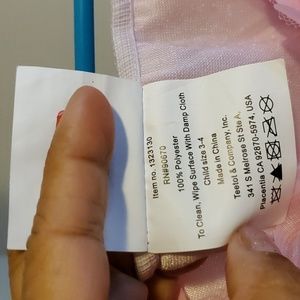 Item no. 1323130
RN#90670
100% Polyester
To Clean, Wipe Surface With Damp Cloth
Child size 3-4
Made in China
Teetot & Company, Inc.
341 S Melrose St Ste A,
Placentia CA 92870-5974, USA